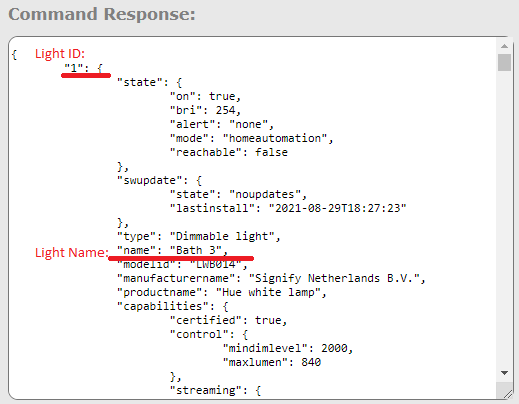 Command Response:
{ Light ID:
"1": {
"state": {
"on": true,
"bri": 254,
"alert": "none",
"mode": "homeautomation",
"reachable": false
},
"swupdate": {
"state": "noupdates",
"lastinstall": "2021-08-29T18:27:23"
},
"type": "Dimmable light",
Light Name: "name": "Bath 3",
"modelid": "LWB014",
"manufacturername": "Signify Netherlands B.V.",
"productname": "Hue white lamp",
"capabilities": {
"certified": true,
"control": {
"mindimlevel": 2000,
"maxlumen": 840
},
"streaming": {